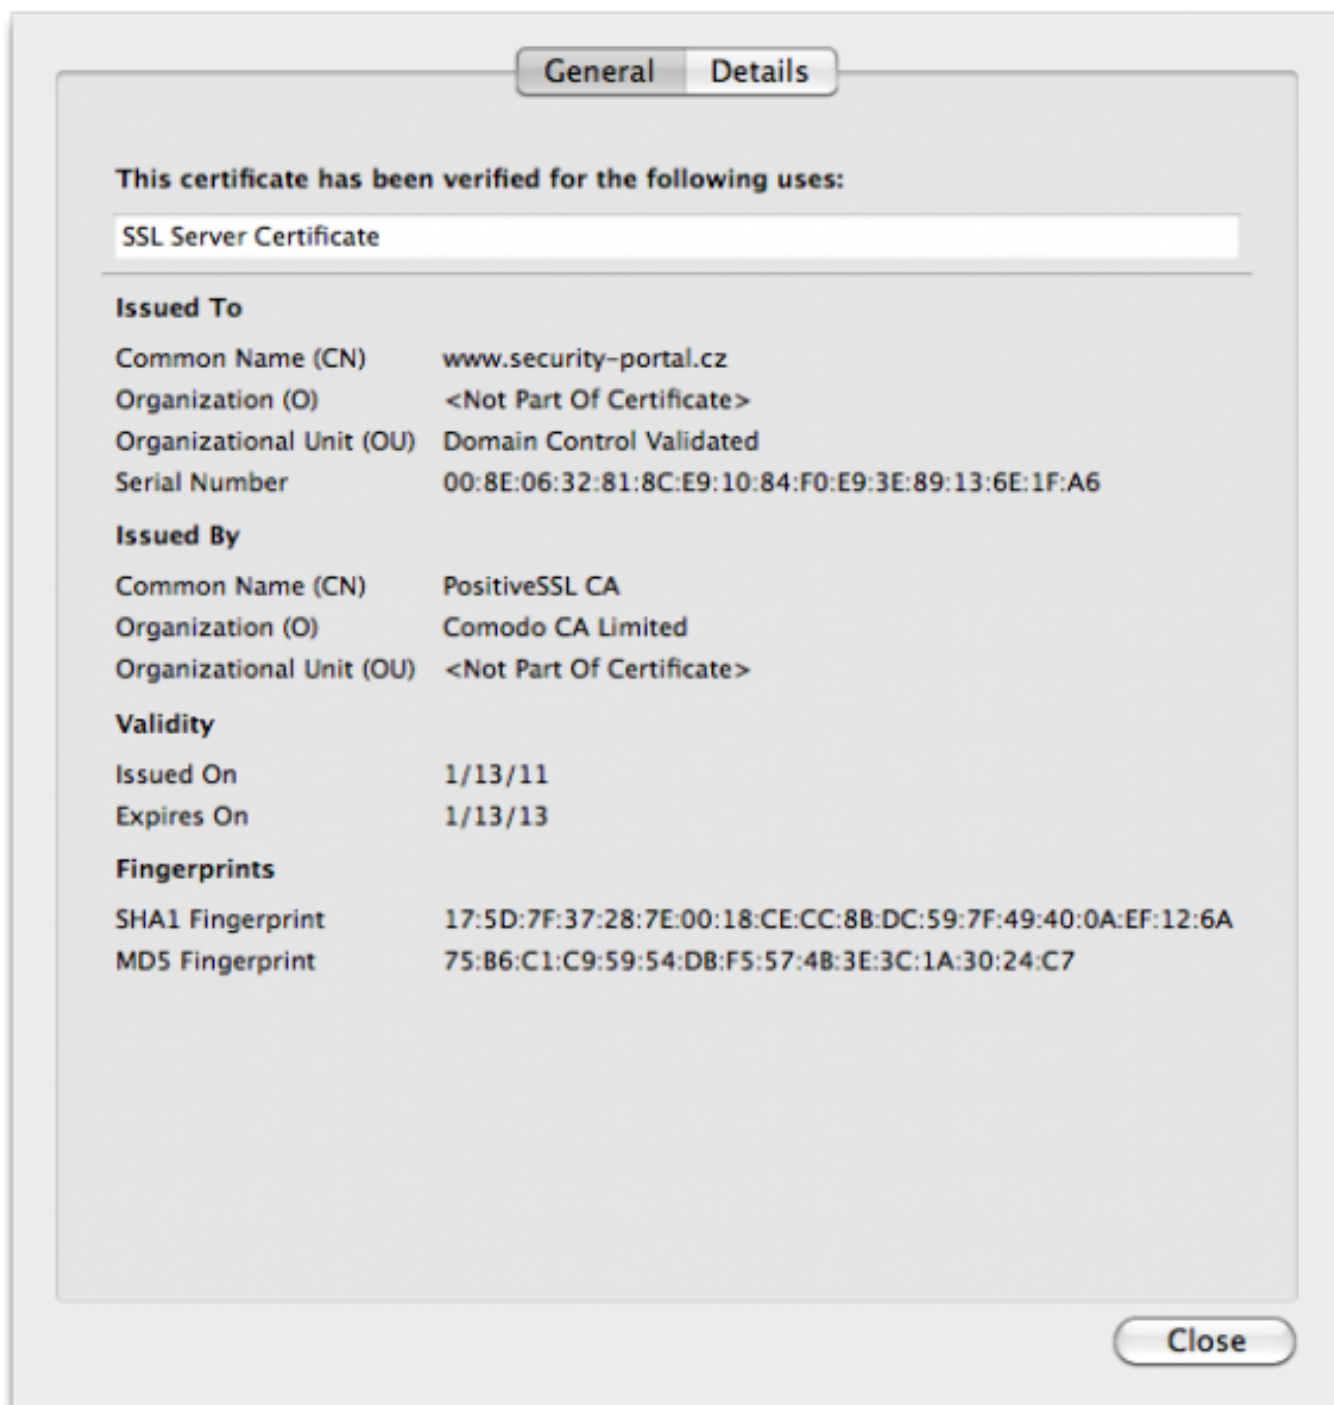 General Details
This certificate has been verified for the following uses:
SSL Server Certificate
Issued To
Common Name (CN) www.security-portal.cz
Organization (O) <Not Part Of Certificate>
Organizational Unit (OU) Domain Control Validated
Serial Number 00:8E:06:32:81:8C:E9:10:84:F0:E9:3E:89:13:6E:1F:A6
Issued By
Common Name (CN) PositiveSSL CA
Organization (O) Comodo CA Limited
Organizational Unit (OU) <Not Part Of Certificate>
Validity
Issued On 1/13/11
Expires On 1/13/13
Fingerprints
SHA1 Fingerprint 17:5D:7F:37:28:7E:00:18:CE:CC:8B:DC:59:7F:49:40:0A:EF:12:6A
MD5 Fingerprint 75:B6:C1:C9:59:54:DB:F5:57:4B:3E:3C:1A:30:24:C7
Close